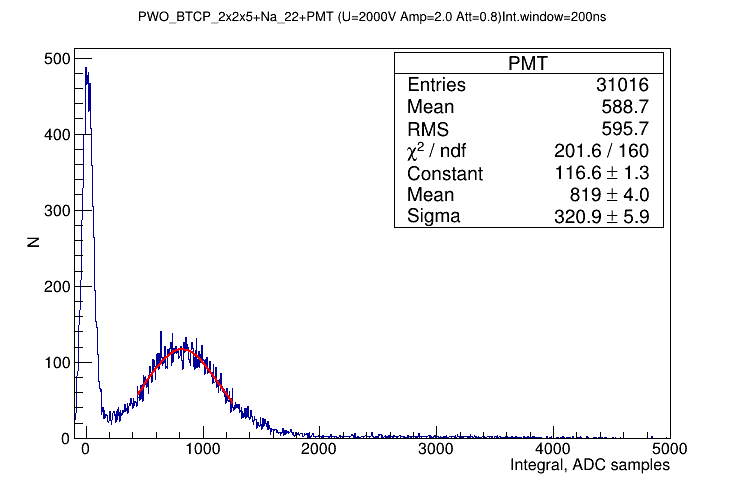 PWO_BTCP_2x2x5+Na_22+PMT (U=2000V Amp=2.0 Att=0.8)Int.window=200ns
PMT
Entries 31016
Mean 588.7
RMS 595.7
χ² / ndf 201.6 / 160
Constant 116.6 ± 1.3
Mean 819 ± 4.0
Sigma 320.9 ± 5.9
N
500
400
300
200
100
0
0 1000 2000 3000 4000 5000
Integral, ADC samples